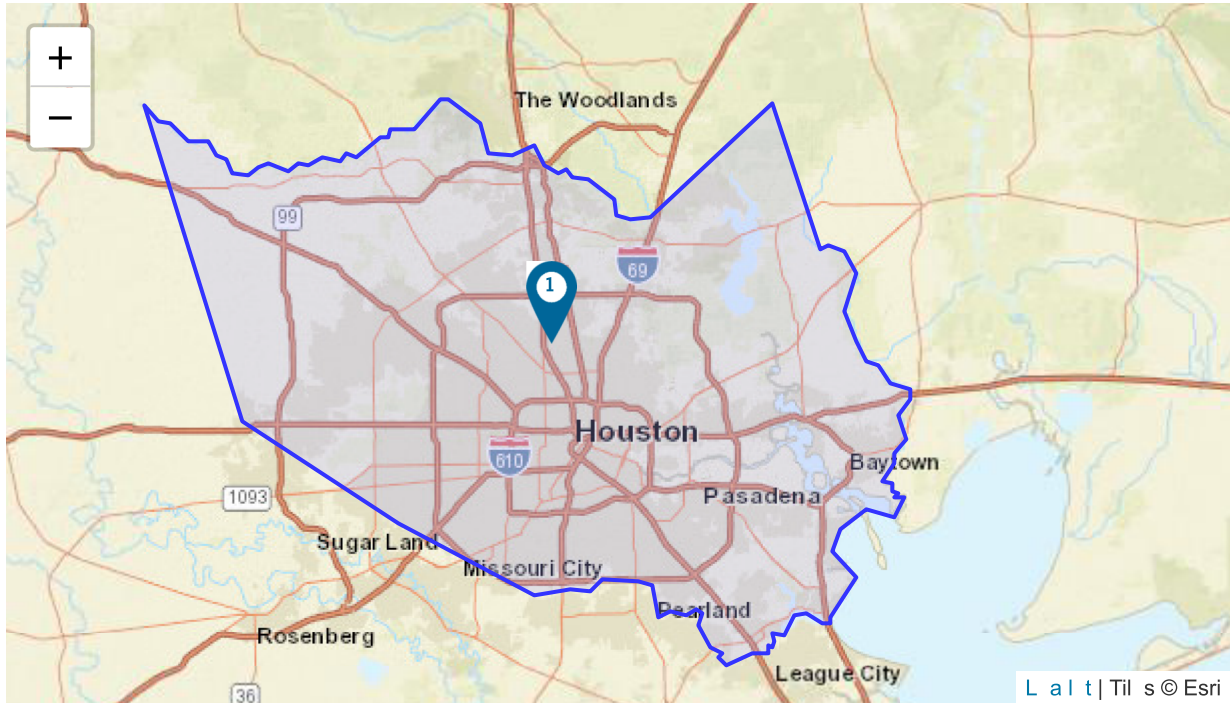 +
The Woodlands
−
99
69
1
Houston
610
Baytown
1093
Pasadena
Sugar Land
Missouri City
Pearland
Rosenberg
League City
36
L a l t | Til s © Esri